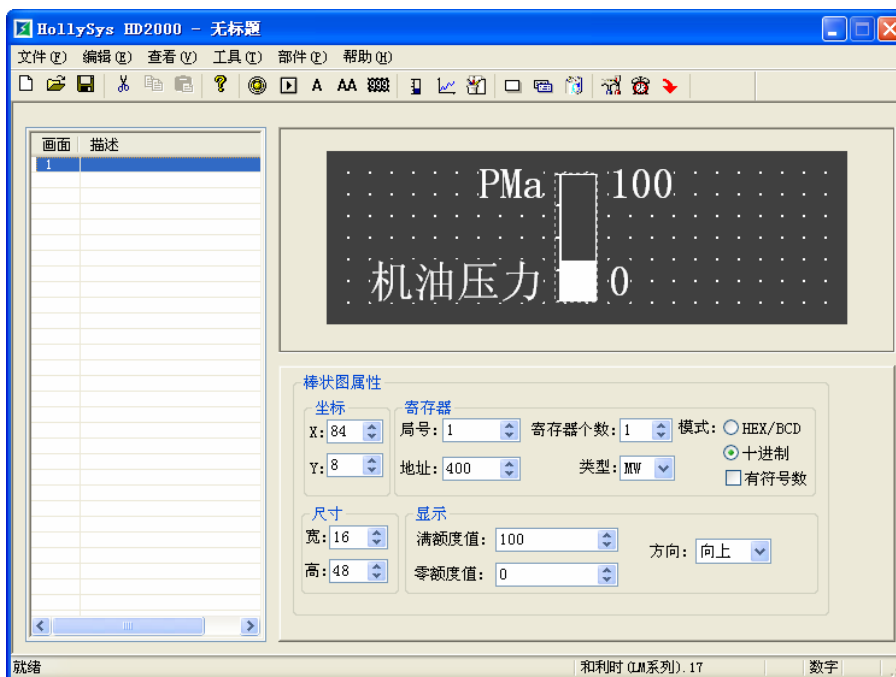 HollySys HD2000 - 无标题
文件(F) 编辑(E) 查看(V) 工具(T) 部件(P) 帮助(H)
A AA
画面 描述
1
PMa 100
机油压力 0
棒状图属性
坐标 寄存器
X: 84 局号: 1 寄存器个数: 1 模式: HEX/BCD
十进制
Y: 8 地址: 400 类型: MW
有符号数
尺寸 显示
宽: 16 满额度值: 100
方向: 向上
高: 48 零额度值: 0
就绪 和利时(LM系列).17 数字